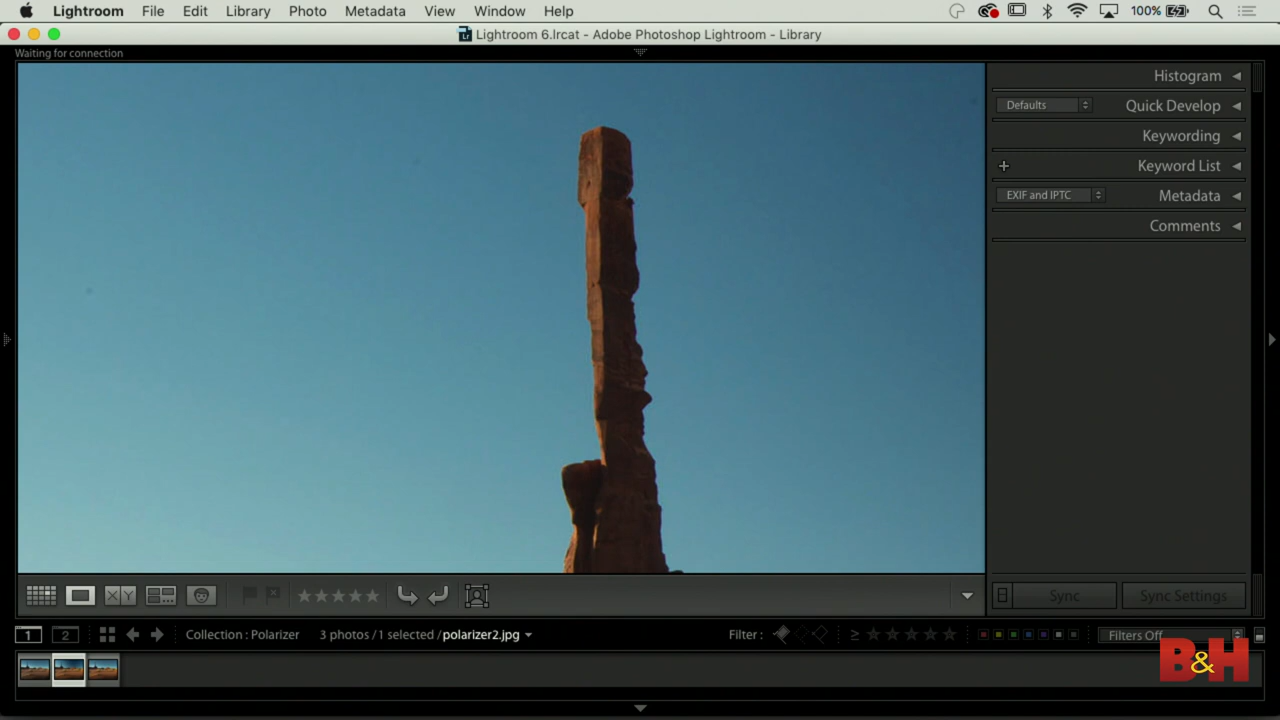 Lightroom File Edit Library Photo Metadata View Window Help 100%
Lightroom 6.lrcat - Adobe Photoshop Lightroom - Library
Waiting for connection
Histogram
Defaults Quick Develop
Keywording
Keyword List
EXIF and IPTC Metadata
Comments
XY Sync Sync Settings
1 2 Collection : Polarizer 3 photos / 1 selected / polarizer2.jpg Filter : ≥ Filters Off
B&H